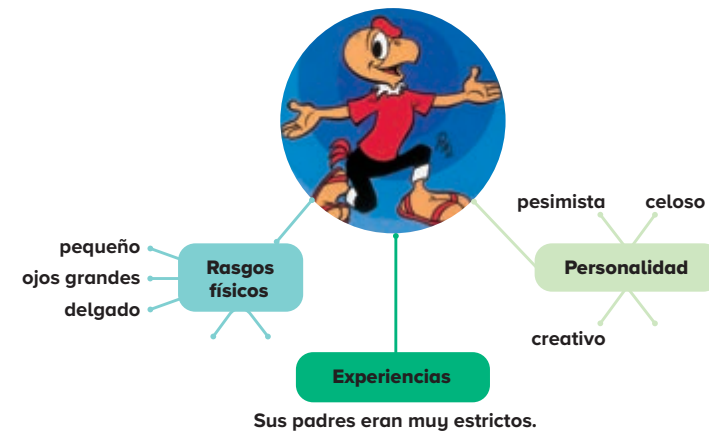 pesimista celoso
pequeño
ojos grandes
delgado
Rasgos
físicos
Personalidad
creativo
Experiencias
Sus padres eran muy estrictos.